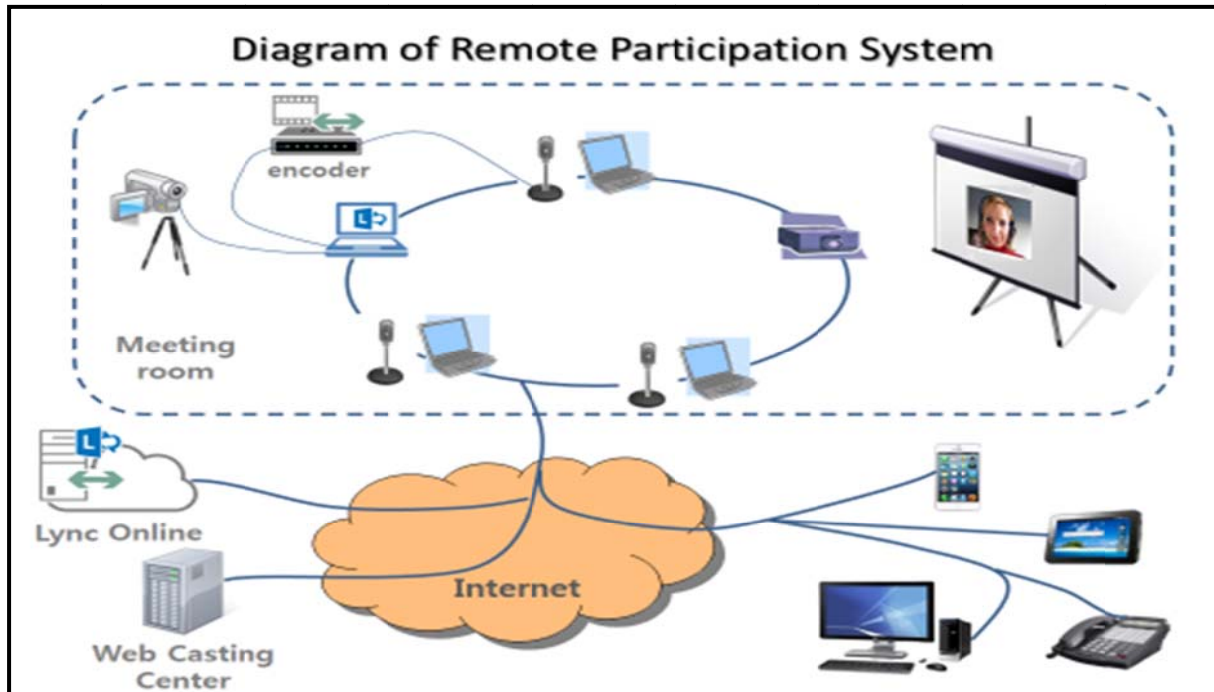 Diagram of Remote Participation System
encoder
L
Meeting
room
L
Lync Online
Internet
Web Casting
Center